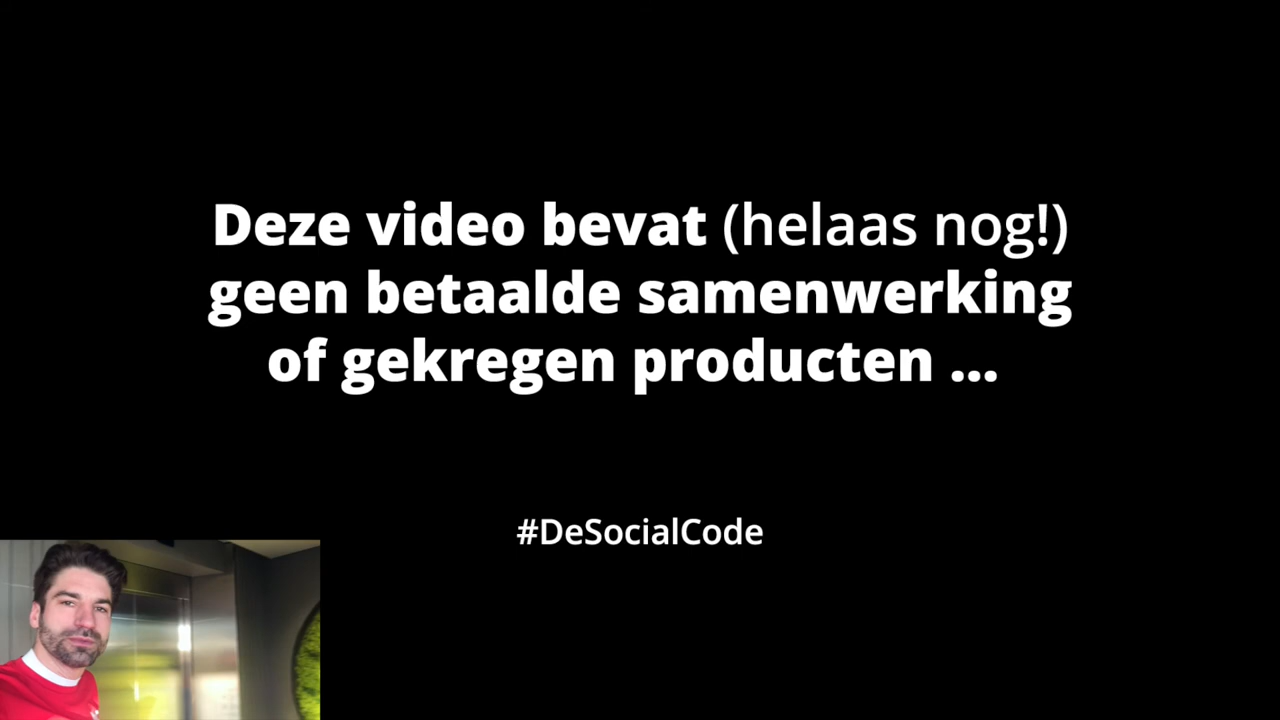 Deze video bevat (helaas nog!)
geen betaalde samenwerking
of gekregen producten ...
#DeSocialCode